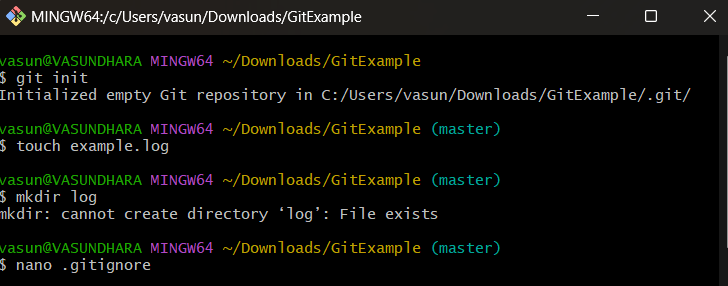 MINGW64:/c/Users/vasun/Downloads/GitExample
vasun@VASUNDHARA MINGW64 ~/Downloads/GitExample
$ git init
Initialized empty Git repository in C:/Users/vasun/Downloads/GitExample/.git/
vasun@VASUNDHARA MINGW64 ~/Downloads/GitExample (master)
$ touch example.log
vasun@VASUNDHARA MINGW64 ~/Downloads/GitExample (master)
$ mkdir log
mkdir: cannot create directory ‘log’: File exists
vasun@VASUNDHARA MINGW64 ~/Downloads/GitExample (master)
$ nano .gitignore